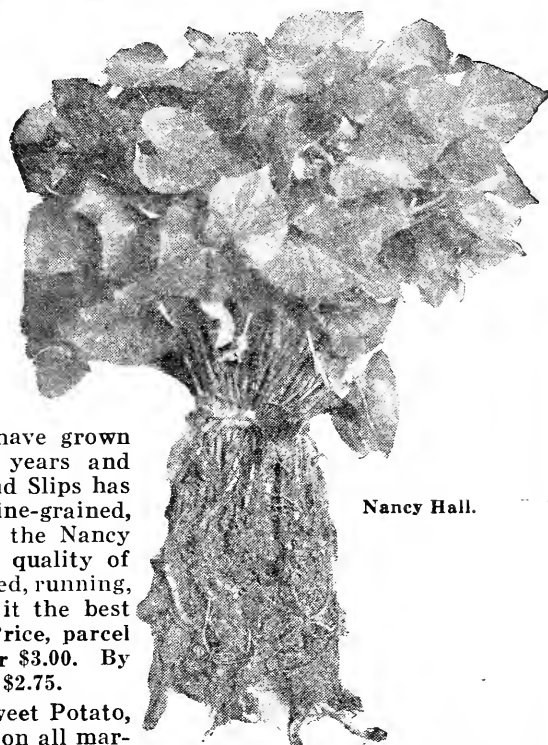 have grown
years and
nd Slips has
ine-grained,
the Nancy
quality of
ed, running,
it the best
Price, parcel
r $3.00. By
$2.75.
weet Potato,
on all mar-
Nancy Hall.